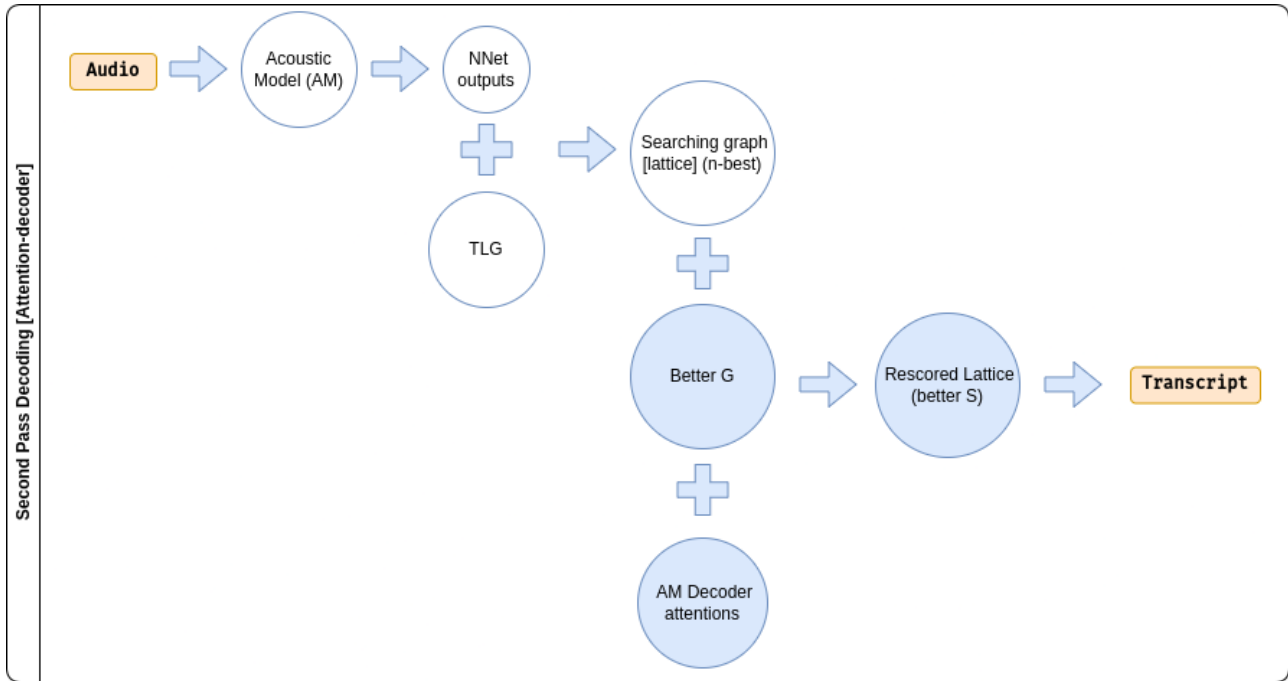 Second Pass Decoding [Attention-decoder]
Audio
Acoustic
Model (AM)
NNet
outputs
TLG
Searching graph
[lattice] (n-best)
Better G
AM Decoder
attentions
Rescored Lattice
(better S)
Transcript